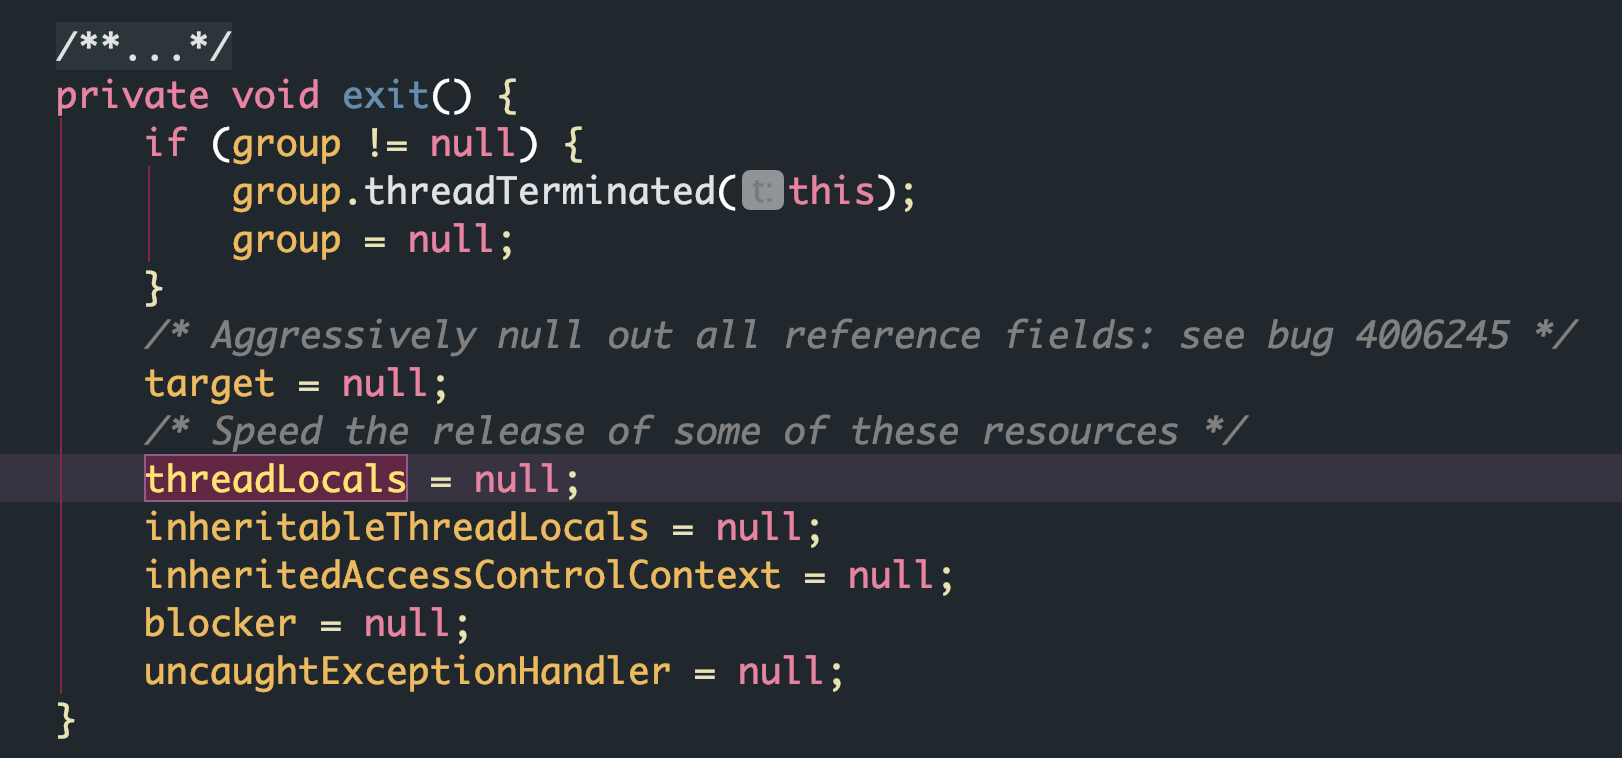 /**...*/
private void exit() {
    if (group != null) {
        group.threadTerminated( t: this);
        group = null;
    }
    /* Aggressively null out all reference fields: see bug 4006245 */
    target = null;
    /* Speed the release of some of these resources */
    threadLocals = null;
    inheritableThreadLocals = null;
    inheritedAccessControlContext = null;
    blocker = null;
    uncaughtExceptionHandler = null;
}